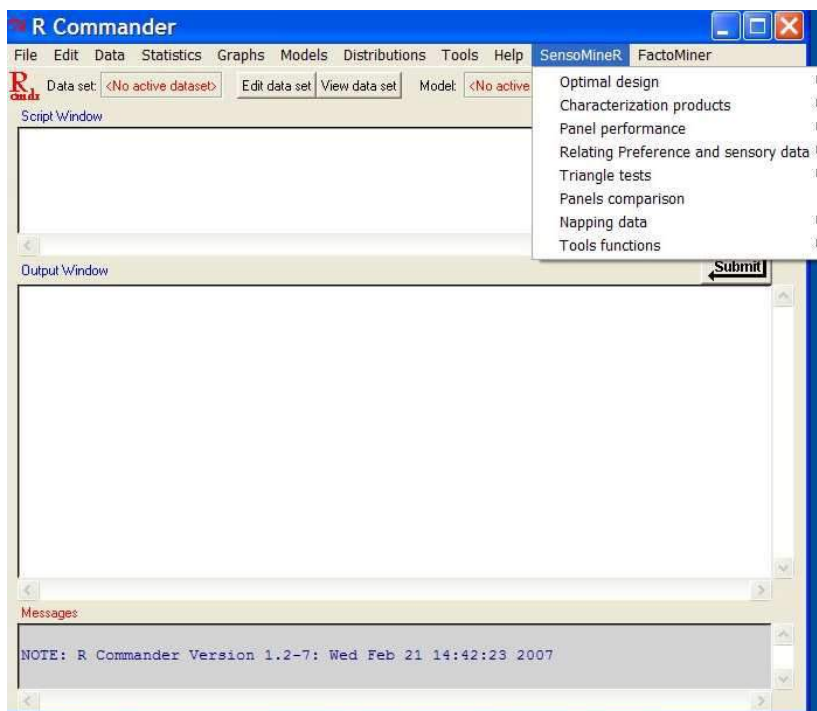 R Commander
File Edit Data Statistics Graphs Models Distributions Tools Help SensoMineR FactoMiner
R cmdr Data set: <No active dataset> Edit data set View data set Model: <No active
Optimal design
Characterization products
Panel performance
Relating Preference and sensory data
Triangle tests
Panels comparison
Napping data
Tools functions
Script Window
Submit
Output Window
Messages
NOTE: R Commander Version 1.2-7: Wed Feb 21 14:42:23 2007